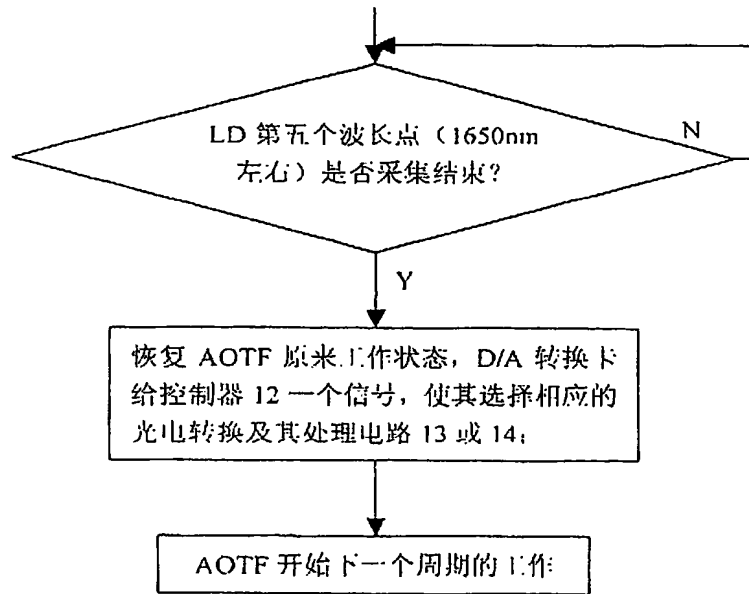 LD 第五个波长点（1650nm
左右）是否采集结束？
N
Y
恢复 AOTF 原来工作状态，D/A 转换卡
给控制器 12 一个信号，使其选择相应的
光电转换及其处理电路 13 或 14；
AOTF 开始下一个周期的工作